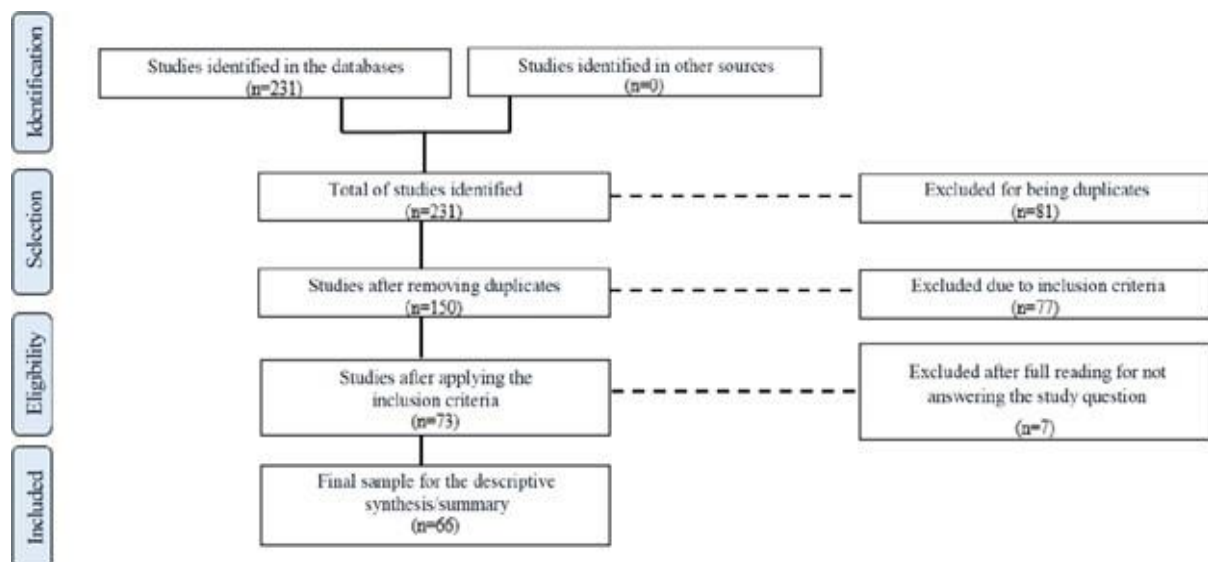 Identification
Studies identified in the databases
(n=231)
Studies identified in other sources
(n=0)
Selection
Total of studies identified
(n=231)
Excluded for being duplicates
(n=81)
Studies after removing duplicates
(n=150)
Excluded due to inclusion criteria
(n=77)
Eligibility
Studies after applying the
inclusion criteria
(n=73)
Excluded after full reading for not
answering the study question
(n=7)
Included
Final sample for the descriptive
synthesis/summary
(n=66)